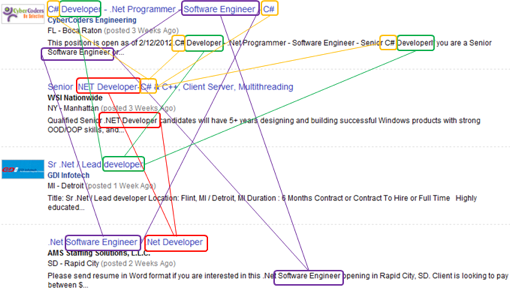 C# Developer - .Net Programmer - Software Engineer - C#
CyberCoders
CyberCoders Engineering
FL - Boca Raton (posted 3 Weeks Ago)
This position is open as of 2/12/2012. C# Developer - .Net Programmer - Software Engineer - Senior C# Developer If you are a Senior
Software Engineer or...
Senior .NET Developer-C# & C++, Client Server, Multithreading
WSI Nationwide
NY - Manhattan (posted 3 Weeks Ago)
Qualified Senior .NET Developer candidates will have 5+ years designing and building successful Windows products with strong
OOD/OOP skills, and...
Sr .Net / Lead developer
GDI Infotech
MI - Detroit (posted 1 Week Ago)
Title: Sr .Net / Lead developer Location: Flint, MI / Detroit, MI Duration : 6 Months Contract or Contract To Hire or Full Time Highly
educated...
.Net Software Engineer / Net Developer
AMS Staffing Solutions, L.L.C.
SD - Rapid City (posted 2 Weeks Ago)
Please send resume in Word format if you are interested in this .Net Software Engineer opening in Rapid City, SD. Client is looking to pay
between $...